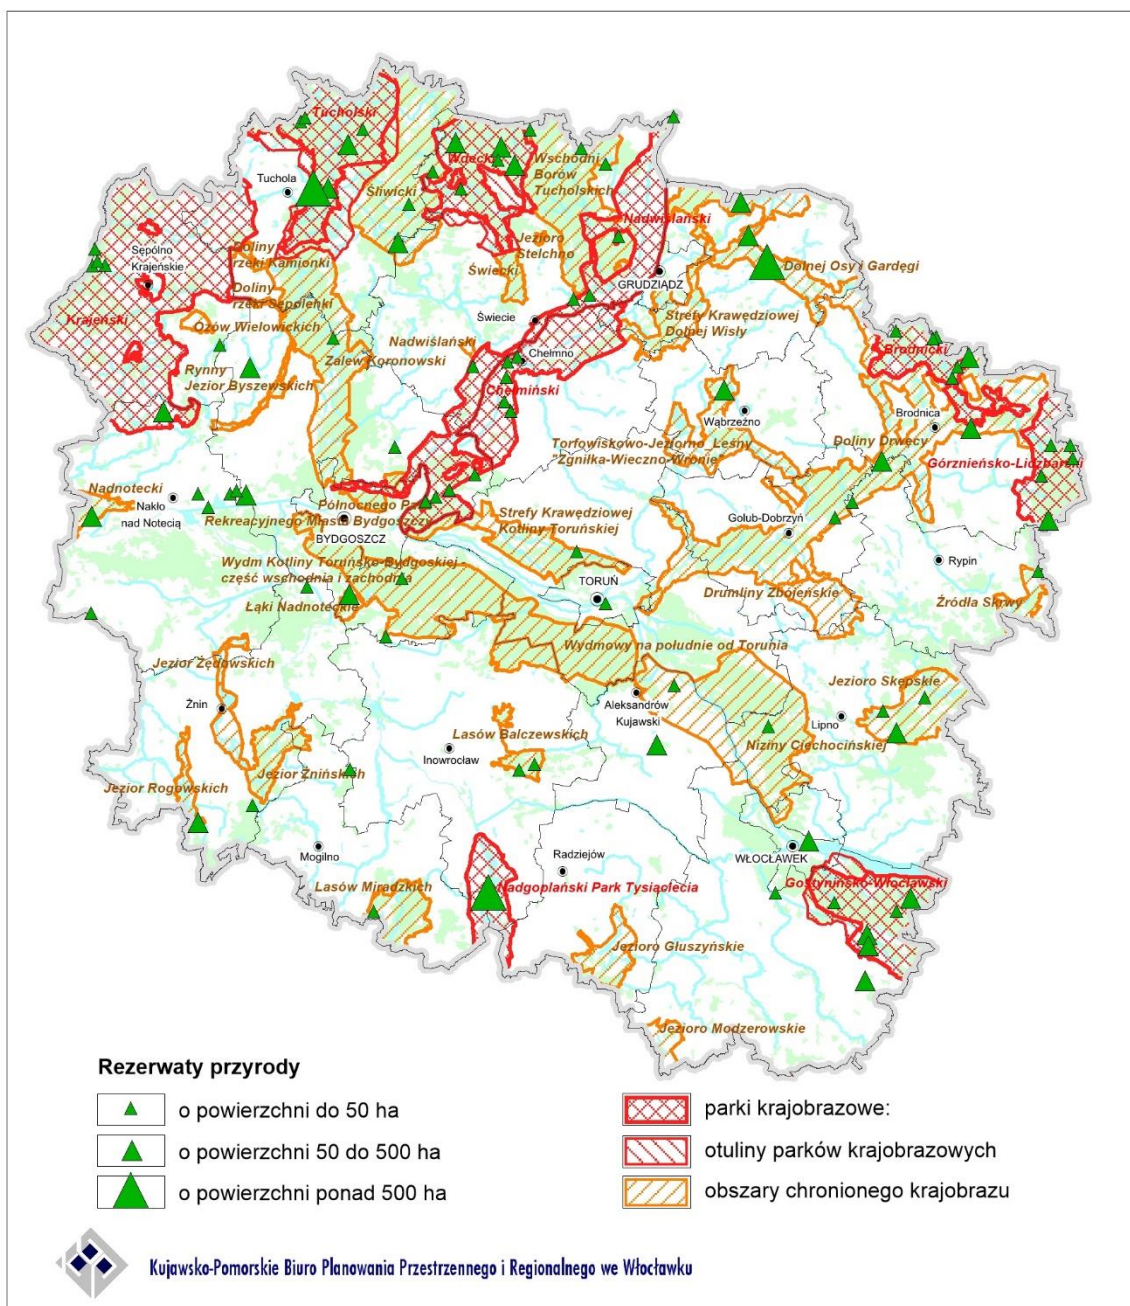 Tucholski
Wdecki
Wschodni
Borów
Tucholskich
Tuchola
Śliwicki
Nadwiślański
Sępólno
Krajeńskie
Doliny
rzeki Kamionki
Jezioro
Stelchno
Świecki
Dolnej Osy i Gardęgi
GRUDZIĄDZ
Doliny
rzeki Sępolenki
Krajeński
Ozów Wielowickich
Świecie
Strefy Krawędziowej
Dolnej Wisły
Nadwiślański
Zalew Koronowski
Chełmno
Brodnicki
Rynny
Jezior Byszewskich
Chełmiński
Wąbrzeźno
Brodnica
Torfowiskowo-Jeziorno_Leśny
"Zgniłka-Wieczno-Wronie"
Doliny Drwęcy
Górznieńsko-Lidzbarski
Nadnotecki
Nakło
nad Notecią
Północnego Pasa
Rekreacyjnego Miasta Bydgoszczy
BYDGOSZCZ
Strefy Krawędziowej
Kotliny Toruńskiej
Golub-Dobrzyń
Wydm Kotliny Toruńsko-Bydgoskiej -
część wschodnia i zachodnia
Rypin
TORUŃ
Łąki Nadnoteckie
Drumliny Zbójeńskie
Źródła Skrwy
Wydmowy na południe od Torunia
Jezior Żędowskich
Jezioro Skępskie
Żnin
Aleksandrów
Kujawski
Lipno
Lasów Balczewskich
Niziny Ciechocińskiej
Inowrocław
Jezior Żnińskich
Jezior Rogowskich
Mogilno
Radziejów
WŁOCŁAWEK
Lasów Miradzkich
Nadgoplański Park Tysiąclecia
Gostynińsko-Włocławski
Jezioro Głuszyńskie
Jezioro Modzerowskie
Rezerwaty przyrody
o powierzchni do 50 ha
o powierzchni 50 do 500 ha
o powierzchni ponad 500 ha
parki krajobrazowe:
otuliny parków krajobrazowych
obszary chronionego krajobrazu
Kujawsko-Pomorskie Biuro Planowania Przestrzennego i Regionalnego we Włocławku